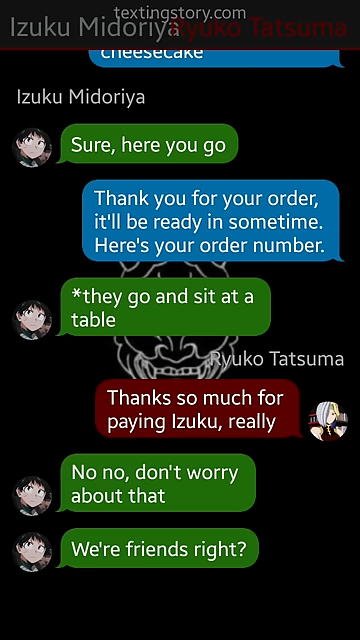 textingstory.com
Izuku Midoriya
Ryuko Tatsuma
cheesecake
Izuku Midoriya
Sure, here you go
Thank you for your order,
it'll be ready in sometime.
Here's your order number.
*they go and sit at a
table
Ryuko Tatsuma
Thanks so much for
paying Izuku, really
No no, don't worry
about that
We're friends right?